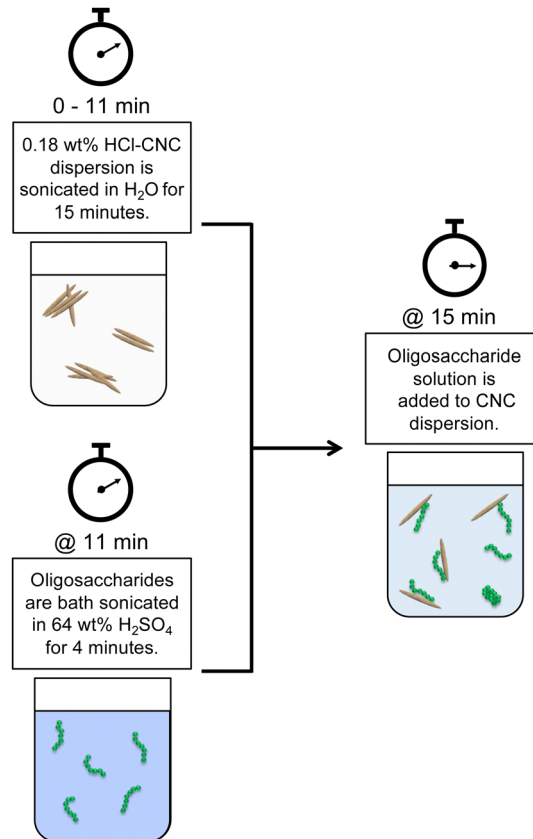 0 - 11 min
0.18 wt% HCl-CNC
dispersion is
sonicated in H₂O for
15 minutes.
@ 11 min
Oligosaccharides
are bath sonicated
in 64 wt% H₂SO₄
for 4 minutes.
@ 15 min
Oligosaccharide
solution is
added to CNC
dispersion.